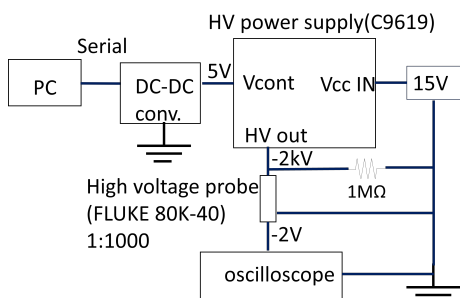 HV power supply(C9619)
Serial
PC
DC-DC
conv.
5V
Vcont
Vcc IN
15V
HV out
-2kV
1MΩ
High voltage probe
(FLUKE 80K-40)
1:1000
-2V
oscilloscope